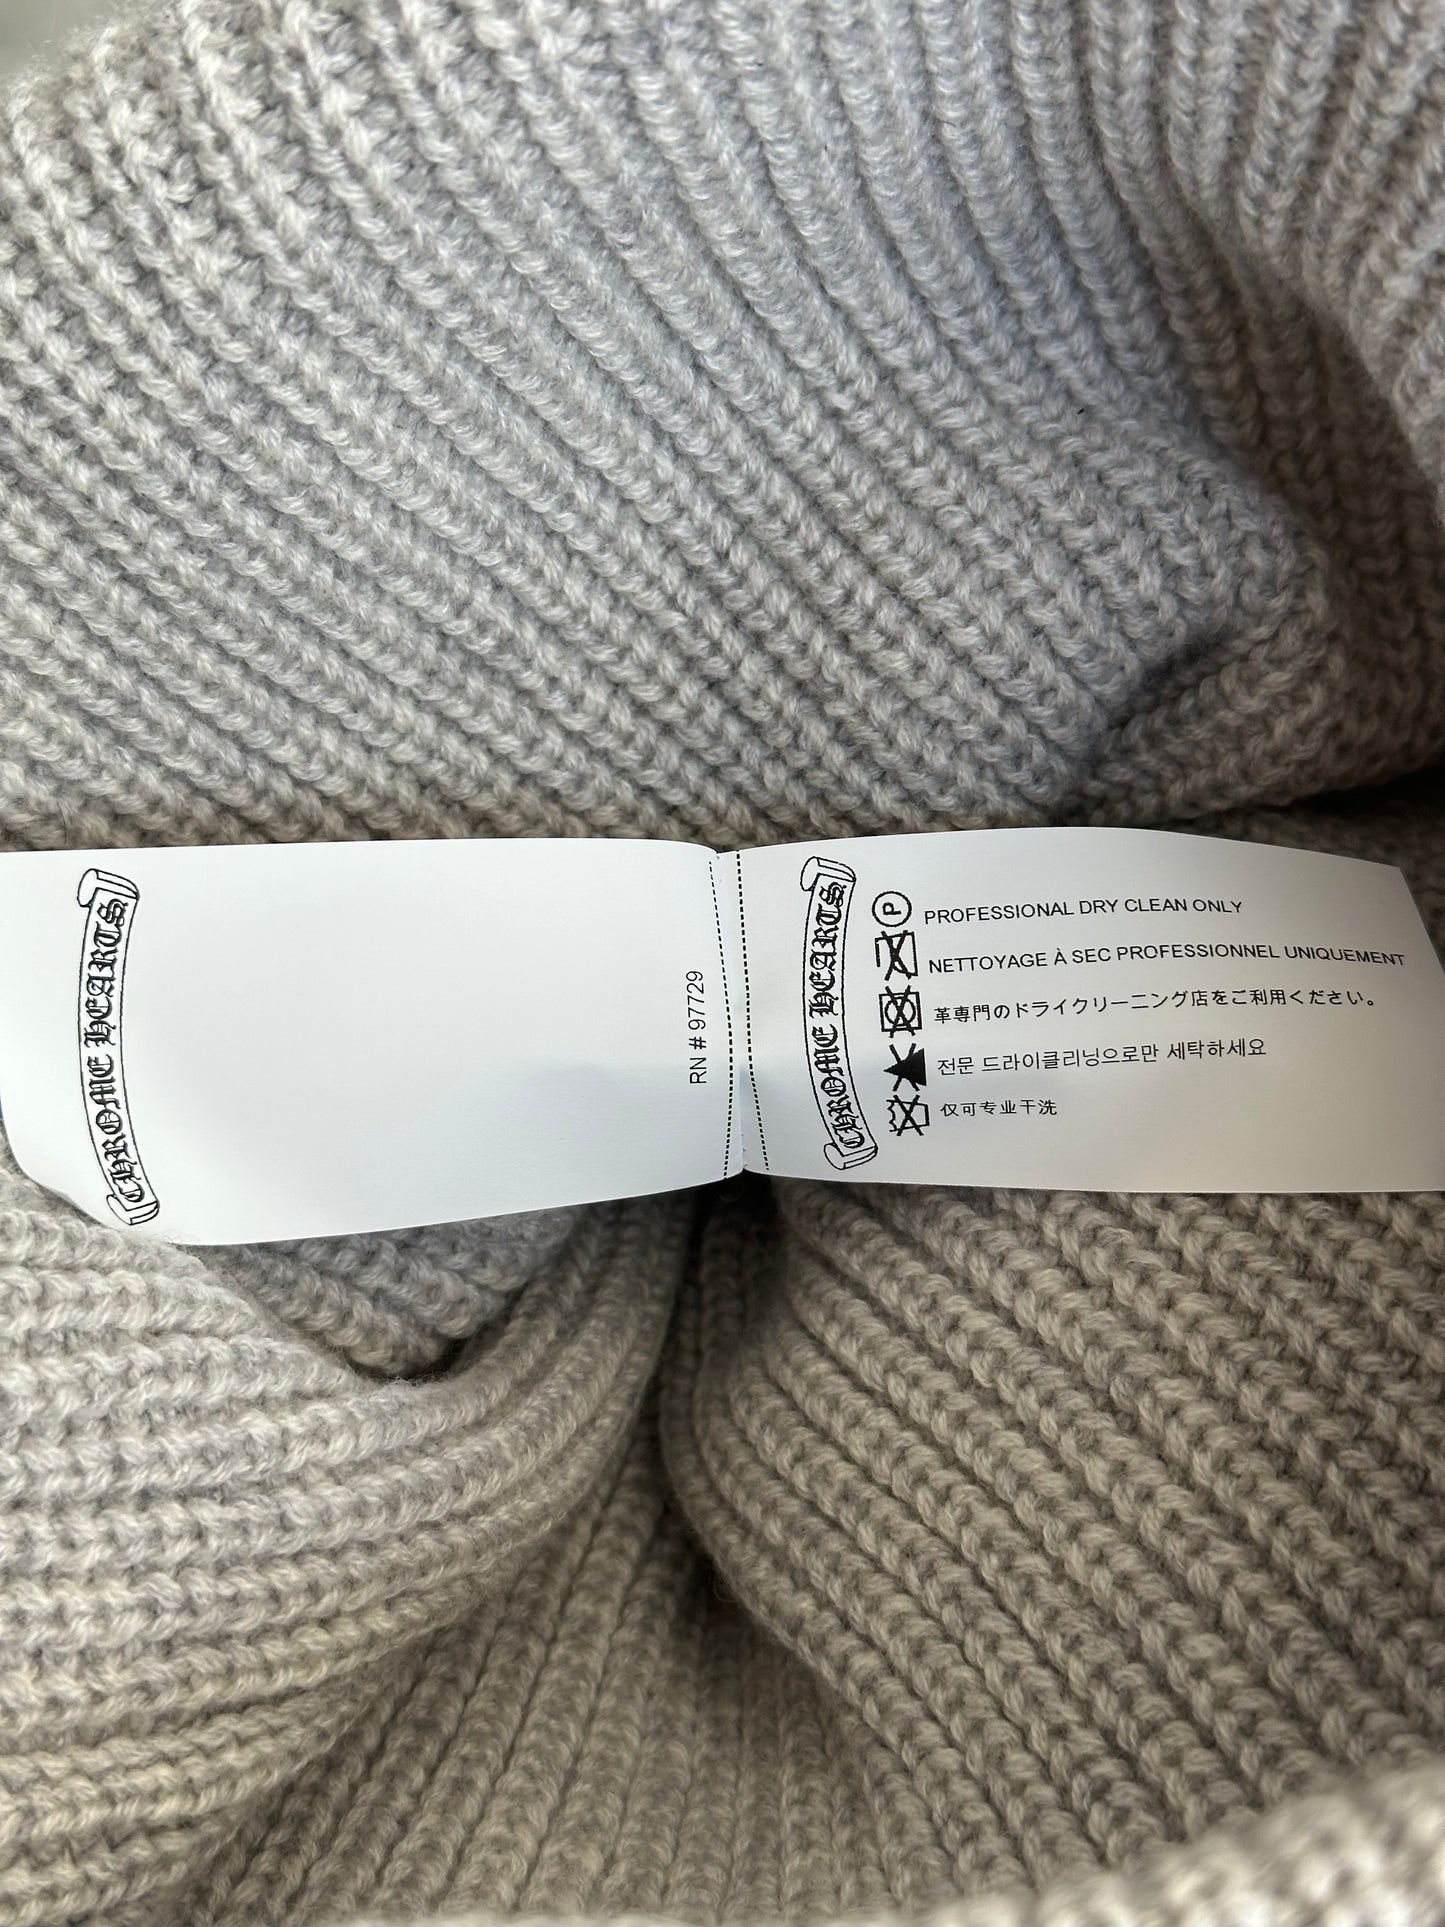 CHROME HEARTS
RN # 97729
CHROME HEARTS
P
PROFESSIONAL DRY CLEAN ONLY
NETTOYAGE À SEC PROFESSIONNEL UNIQUEMENT
革専門のドライクリーニング店をご利用ください。
전문 드라이클리닝으로만 세탁하세요
仅可专业干洗